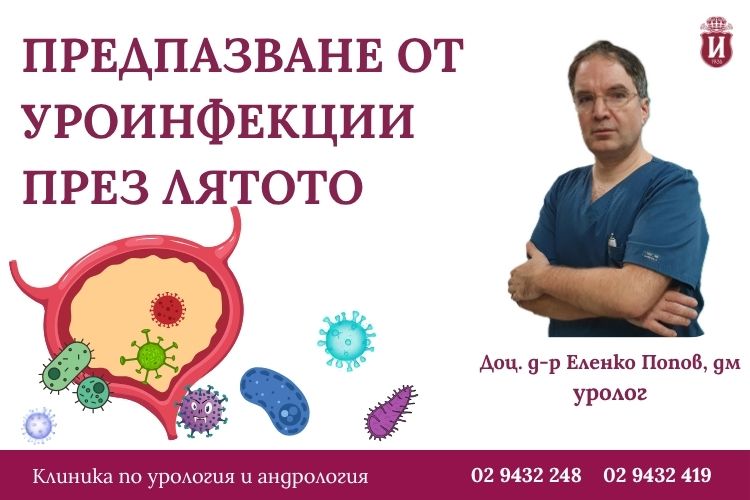 ПРЕДПАЗВАНЕ ОТ
УРОИНФЕКЦИИ
ПРЕЗ ЛЯТОТО
И
1936
Доц. д-р Еленко Попов, дм
уролог
Клиника по урология и андрология
02 9432 248 02 9432 419